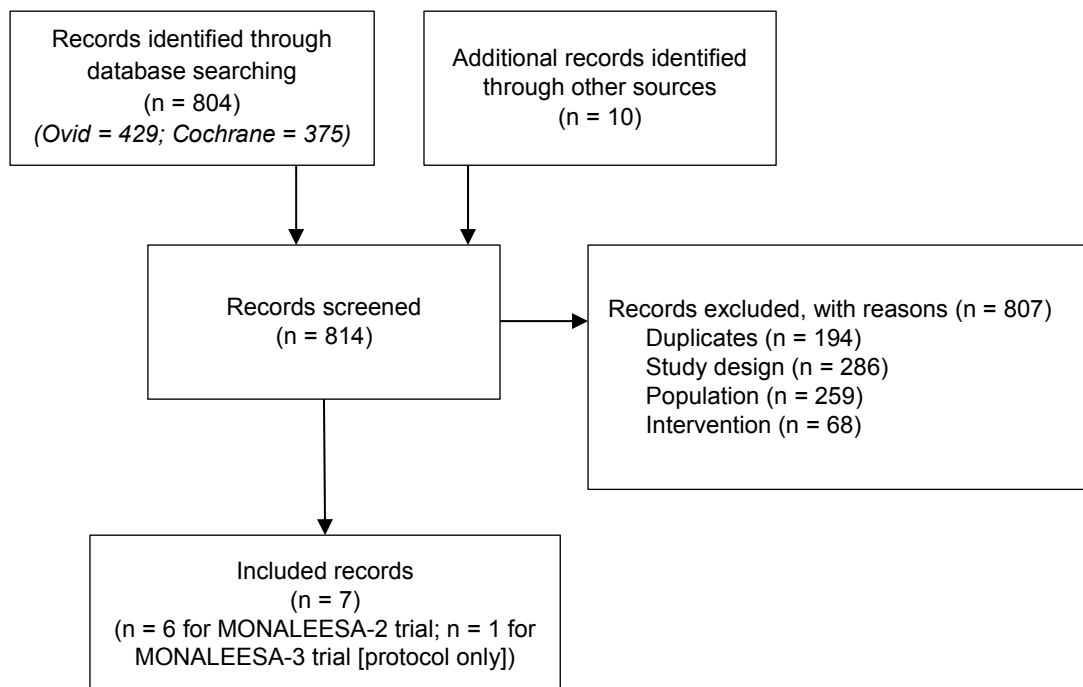 Records identified through
database searching
(n = 804)
(Ovid = 429; Cochrane = 375)
Additional records identified
through other sources
(n = 10)
Records screened
(n = 814)
Records excluded, with reasons (n = 807)
Duplicates (n = 194)
Study design (n = 286)
Population (n = 259)
Intervention (n = 68)
Included records
(n = 7)
(n = 6 for MONALEESA-2 trial; n = 1 for
MONALEESA-3 trial [protocol only])